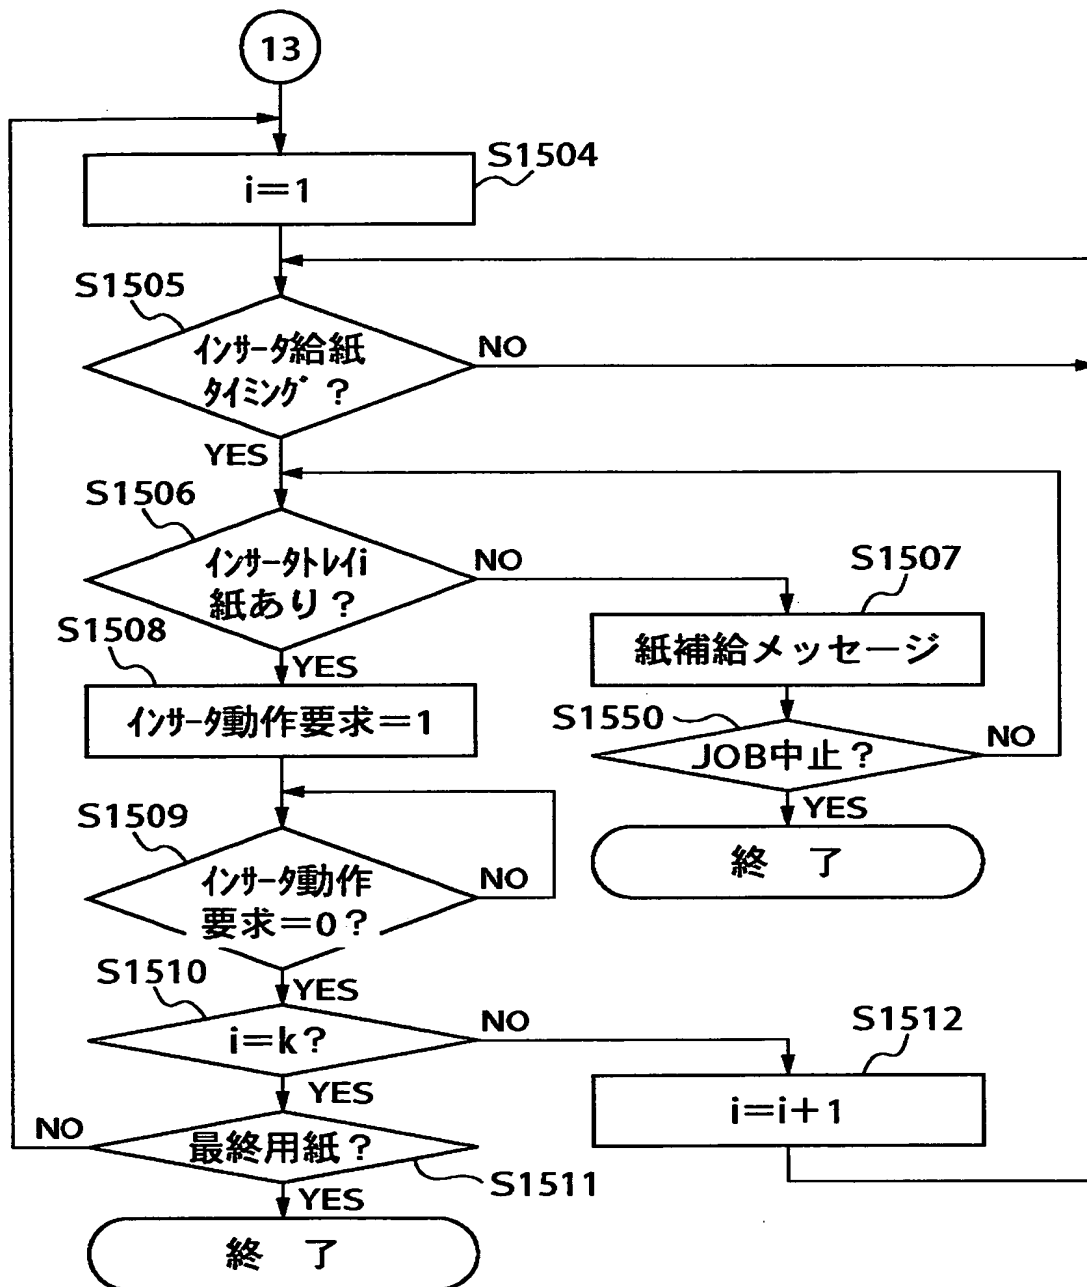 13
S1504
i=1
S1505
インサータ給紙
タイミング？
NO
YES
S1506
インサータトレイi
紙あり？
NO
S1507
紙補給メッセージ
S1508
YES
インサータ動作要求＝1
S1550
JOB中止？
NO
YES
終　了
S1509
インサータ動作
要求＝0？
NO
S1510
YES
i=k？
NO
S1512
i=i+1
YES
NO
最終用紙？
S1511
YES
終　了